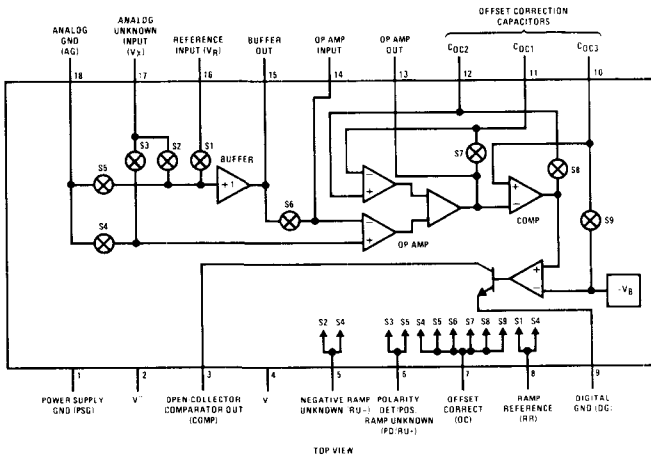 OFFSET CORRECTION
CAPACITORS
ANALOG
GND
(AG)
ANALOG
UNKNOWN
INPUT
(VX)
REFERENCE
INPUT (VR)
BUFFER
OUT
OP AMP
INPUT
OP AMP
OUT
COC2
COC1
COC3
18
17
16
15
14
13
12
11
10
S3
S2
S1
BUFFER
S5
+1
S4
S6
S7
S8
S9
− + − + − +
OP AMP
COMP
+ −
-VB
S2 S4
S3 S5
S4 S5 S6 S7 S8 S9
S1 S4
1
2
3
4
5
6
7
8
9
POWER SUPPLY
GND (PSG)
OPEN COLLECTOR
COMPARATOR OUT
(COMP)
NEGATIVE RAMP
UNKNOWN (RU−)
POLARITY
DET/POS.
RAMP UNKNOWN
(PD/RU+)
OFFSET
CORRECT
(OC)
RAMP
REFERENCE
(RR)
DIGITAL
GND (DG)
TOP VIEW